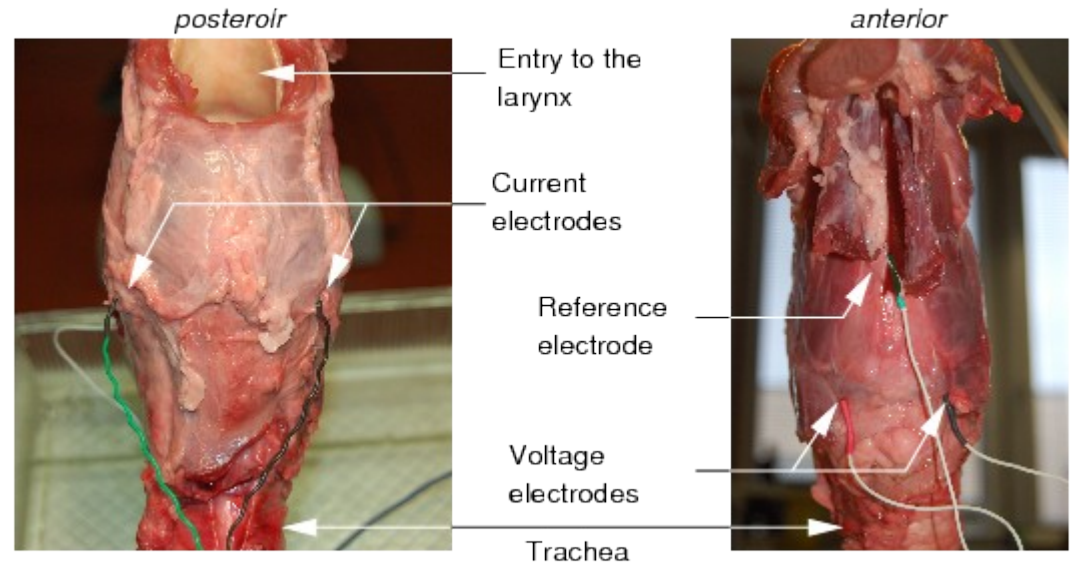 posteroir
anterior
Entry to the
larynx
Current
electrodes
Reference
electrode
Voltage
electrodes
Trachea